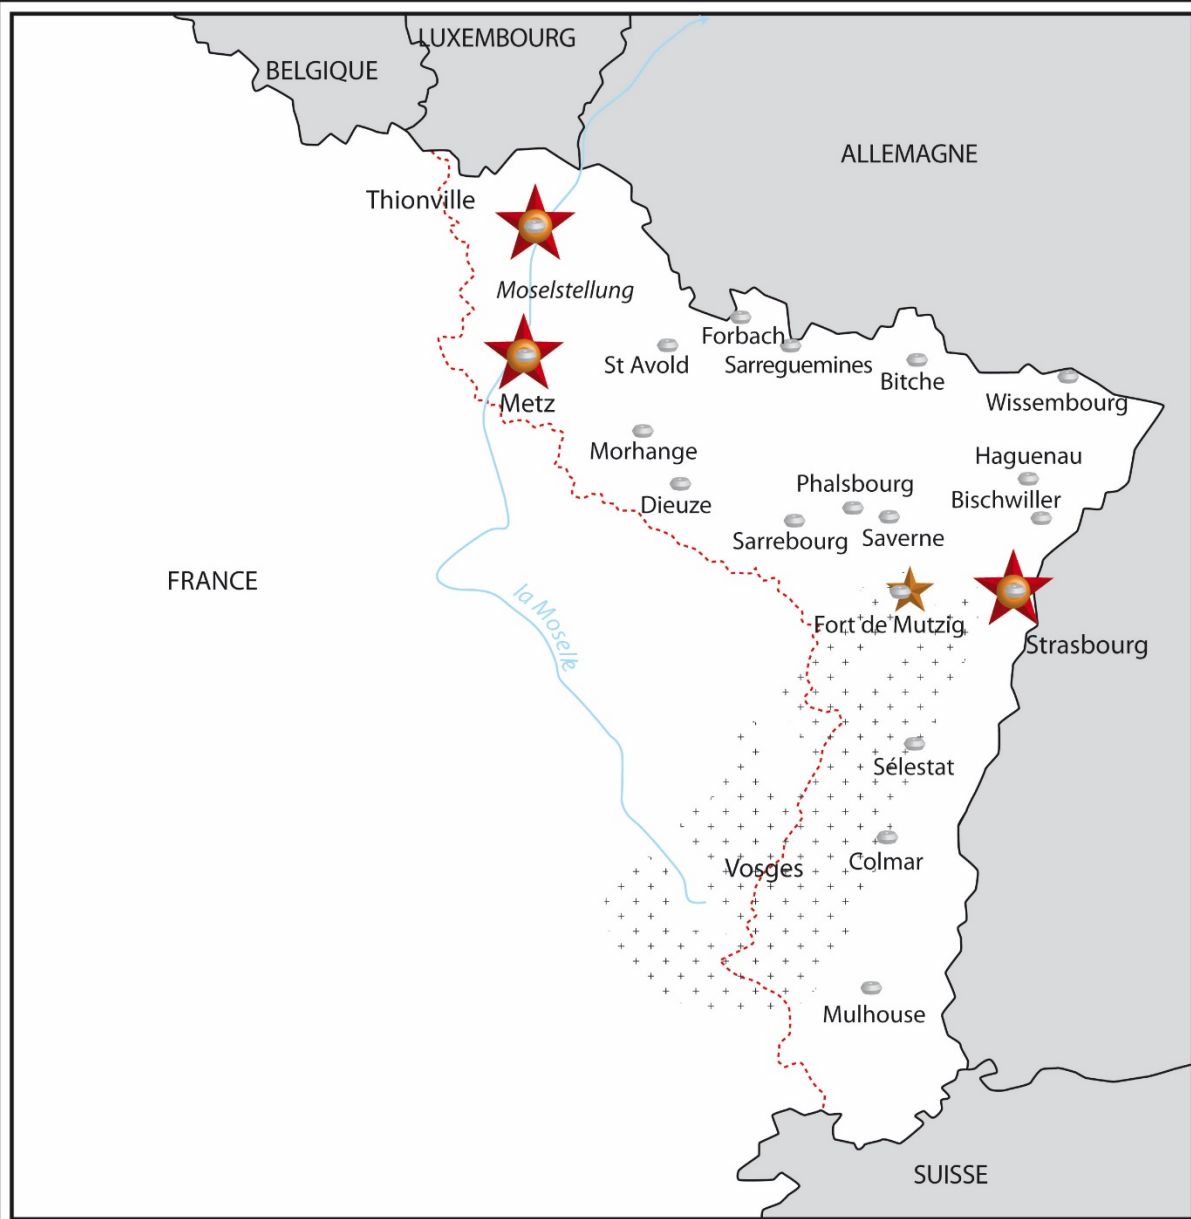 LUXEMBOURG
BELGIQUE
ALLEMAGNE
Thionville
Moselstellung
Forbach
St Avold
Sarreguemines
Bitche
Metz
Wissembourg
Morhange
Haguenau
Phalsbourg
Bischwiller
Dieuze
Sarrebourg
Saverne
FRANCE
la Moselk
Fort de Mutzig
Strasbourg
Sélestat
Vosges
Colmar
Mulhouse
SUISSE